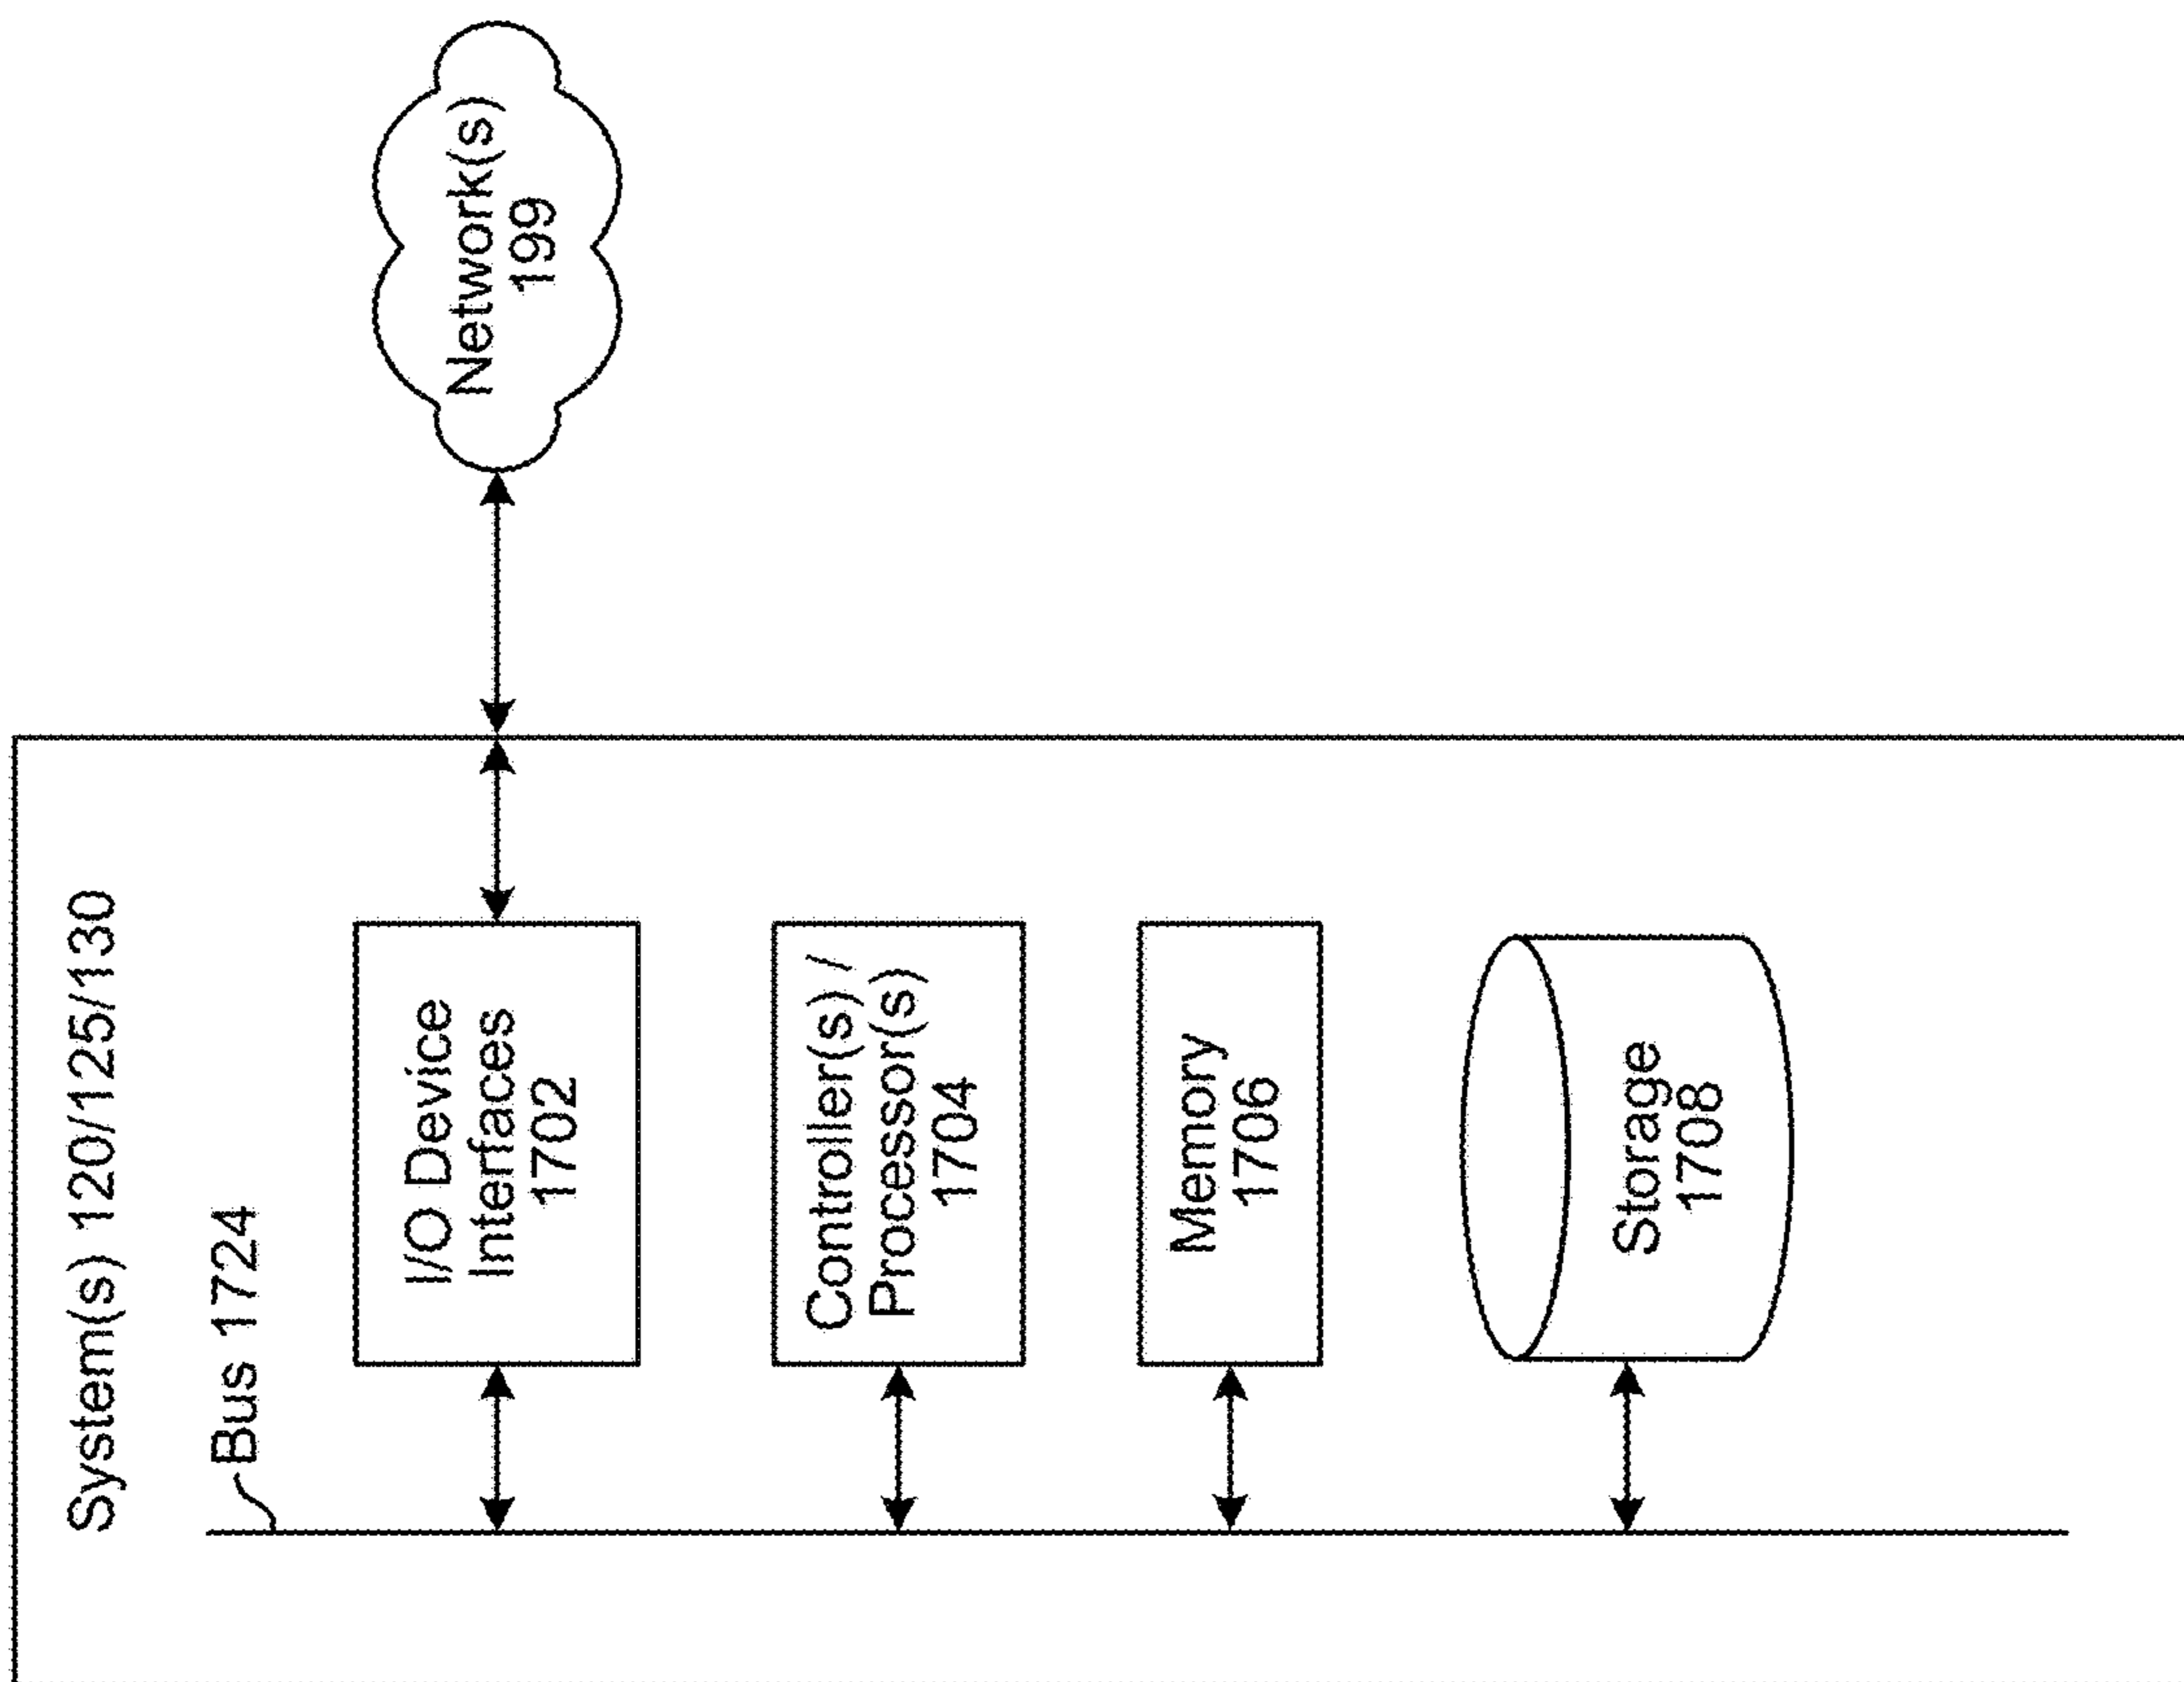 System(s) 120/125/130
Bus 1724
I/O Device
Interfaces
1702
Network(s)
199
Controller(s) /
Processor(s)
1704
Memory
1706
Storage
1708